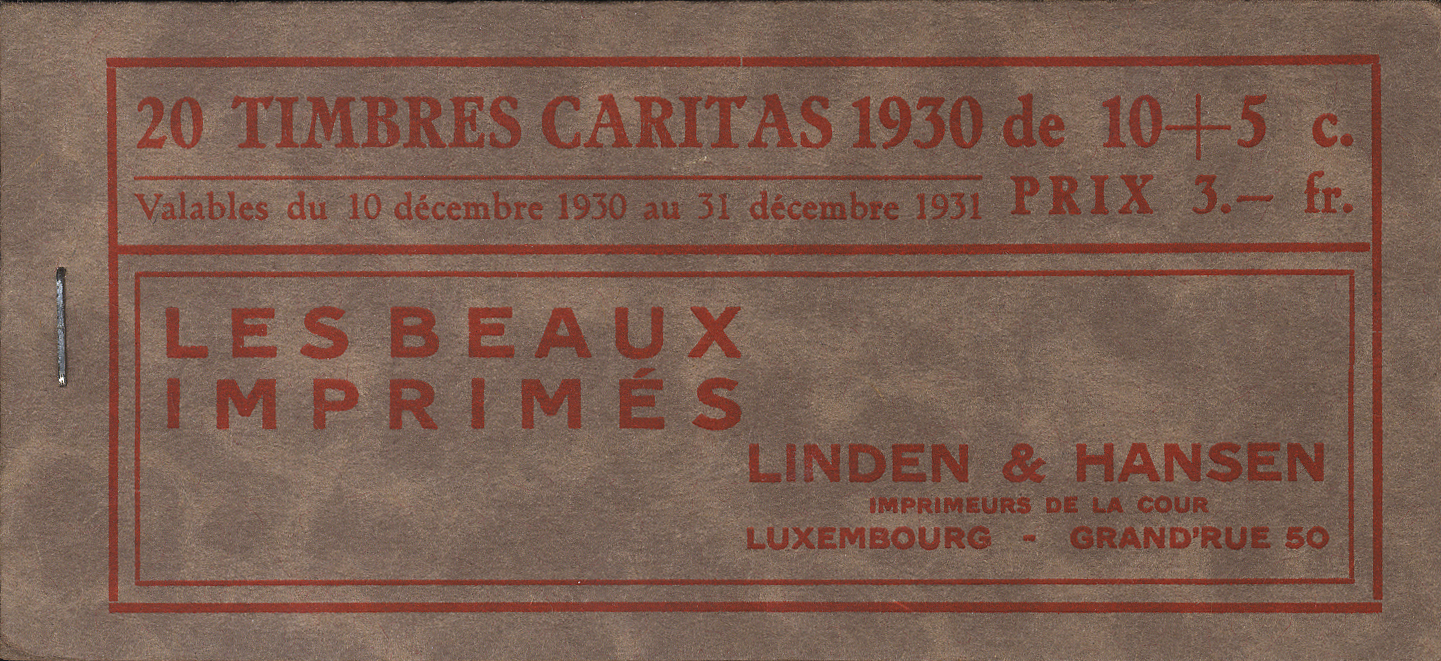 20 TIMBRES CARITAS 1930 de 10+5 c.
Valables du 10 décembre 1930 au 31 décembre 1931 PRIX 3.— fr.
LES BEAUX
IMPRIMÉS
LINDEN & HANSEN
IMPRIMEURS DE LA COUR
LUXEMBOURG - GRAND'RUE 50